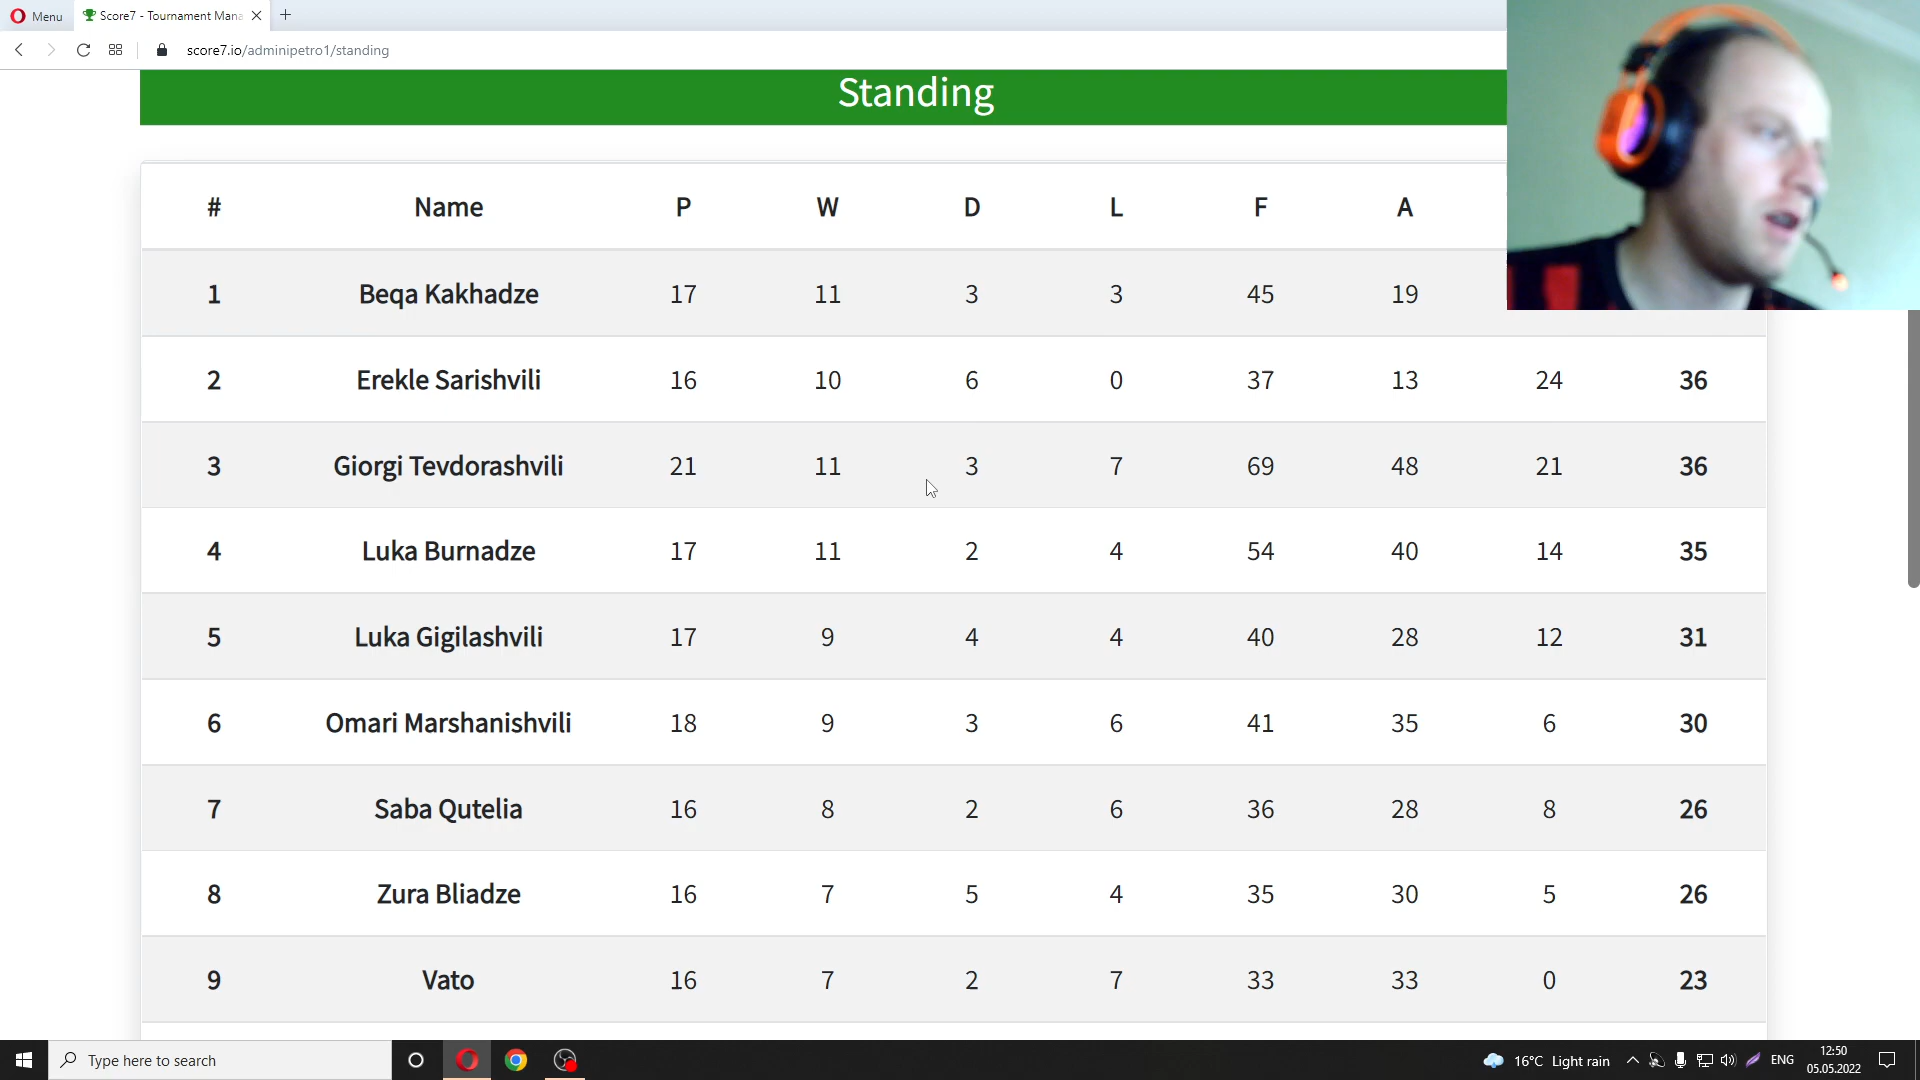 Menu
Score7 - Tournament Mana
score7.io/adminipetro1/standing
Standing
# Name P W D L F A
1 Beqa Kakhadze 17 11 3 3 45 19
2 Erekle Sarishvili 16 10 6 0 37 13 24 36
3 Giorgi Tevdorashvili 21 11 3 7 69 48 21 36
4 Luka Burnadze 17 11 2 4 54 40 14 35
5 Luka Gigilashvili 17 9 4 4 40 28 12 31
6 Omari Marshanishvili 18 9 3 6 41 35 6 30
7 Saba Qutelia 16 8 2 6 36 28 8 26
8 Zura Bliadze 16 7 5 4 35 30 5 26
9 Vato 16 7 2 7 33 33 0 23
Type here to search
16°C Light rain
ENG
12:50
05.05.2022